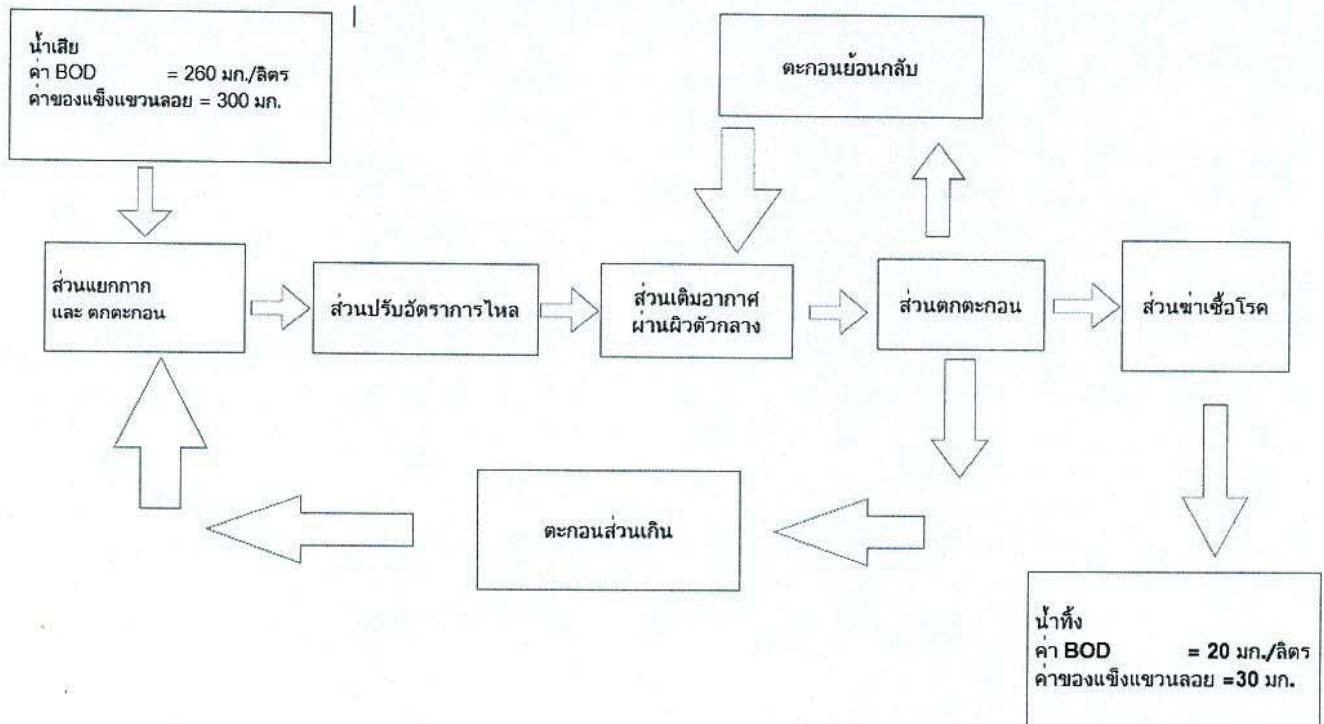 น้ำเสีย
ค่า BOD = 260 มก./ลิตร
ค่าของแข็งแขวนลอย = 300 มก.
ตะกอนย้อนกลับ
ส่วนแยกกาก
และ ตกตะกอน
ส่วนปรับอัตราการไหล
ส่วนเติมอากาศ
ผ่านผิวตัวกลาง
ส่วนตกตะกอน
ส่วนฆ่าเชื้อโรค
ตะกอนส่วนเกิน
น้ำทิ้ง
ค่า BOD = 20 มก./ลิตร
ค่าของแข็งแขวนลอย =30 มก.